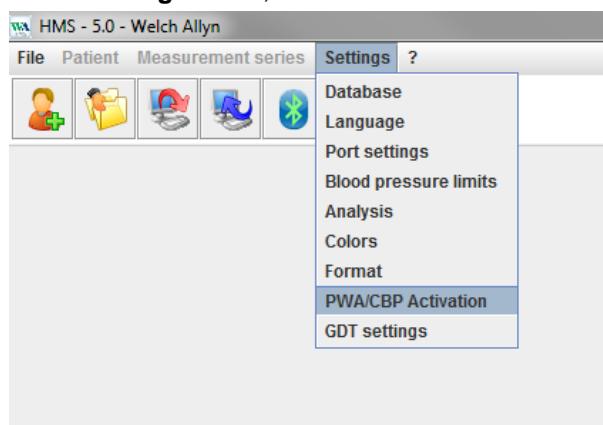 HMS - 5.0 - Welch Allyn
File Patient Measurement series Settings ?
Database
Language
Port settings
Blood pressure limits
Analysis
Colors
Format
PWA/CBP Activation
GDT settings